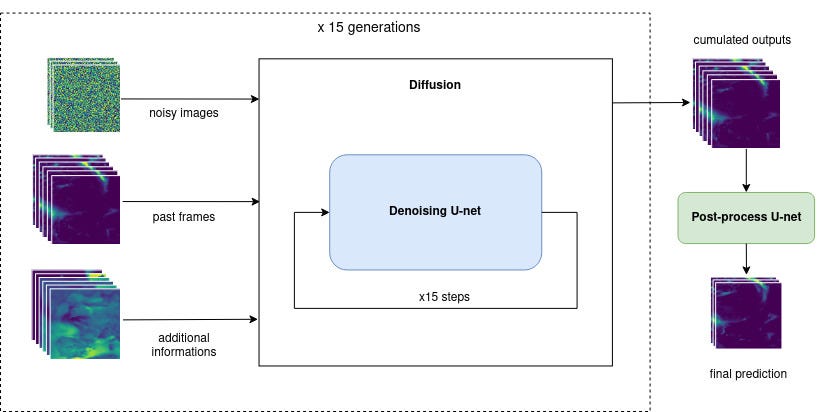 x 15 generations
cumulated outputs
Diffusion
noisy images
Denoising U-net
past frames
Post-process U-net
x15 steps
additional
informations
final prediction